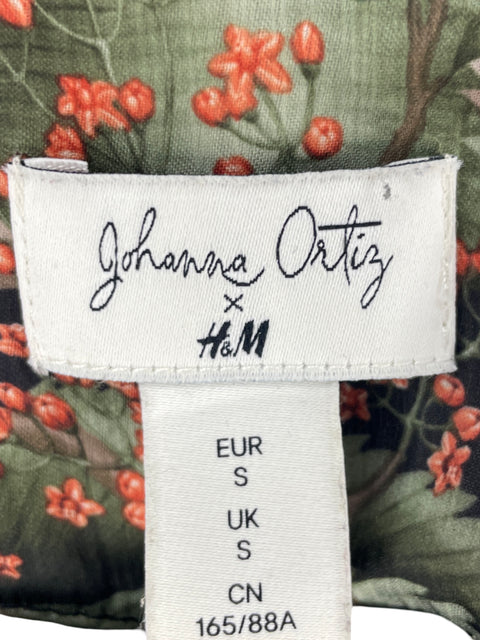 Johanna Ortiz
x
H&M
EUR
S
UK
S
CN
165/88A